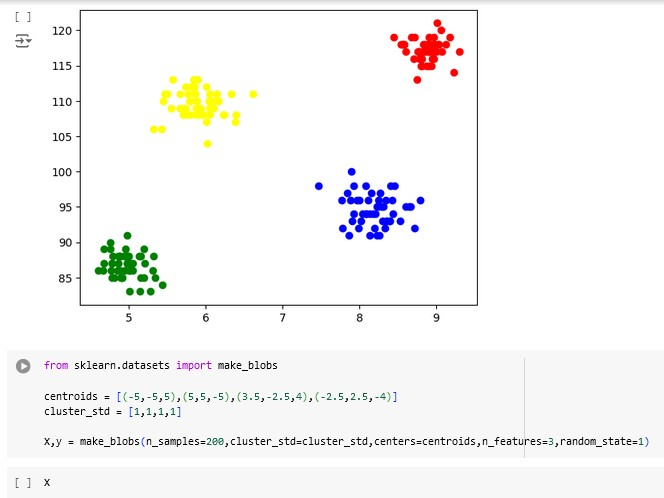 [ ]
120
115
110
105
100
95
90
85
5 6 7 8 9
from sklearn.datasets import make_blobs
centroids = [(-5,-5,5),(5,5,-5),(3.5,-2.5,4),(-2.5,2.5,-4)]
cluster_std = [1,1,1,1]
X,y = make_blobs(n_samples=200,cluster_std=cluster_std,centers=centroids,n_features=3,random_state=1)
[ ] X